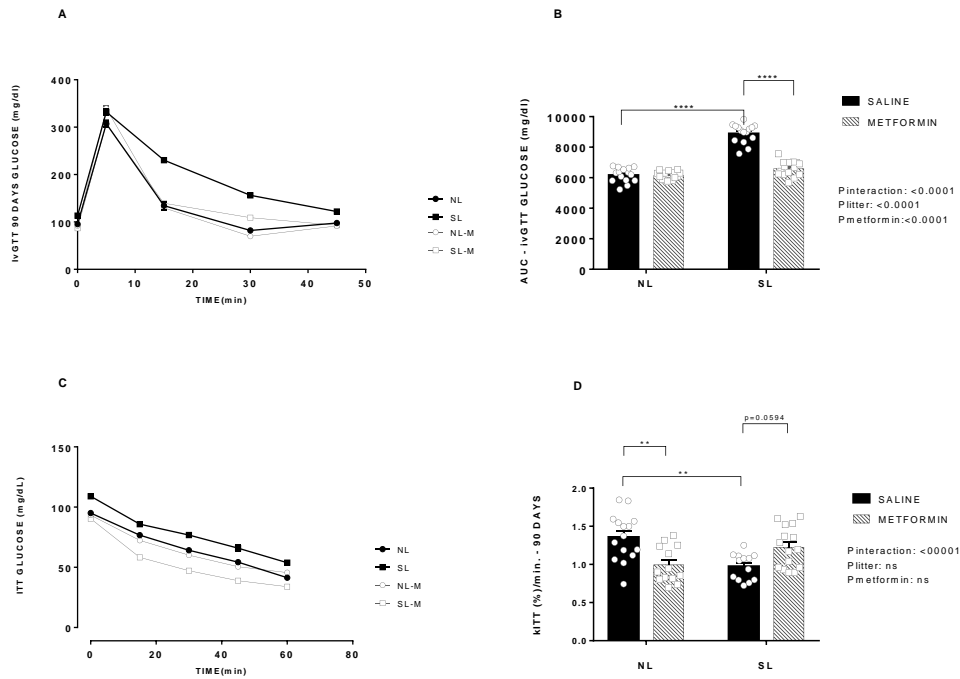 A
IvGTT 90 DAYS GLUCOSE (mg/dl)
400
300
200
100
0
0
10
20
30
40
50
TIME(min)
NL
SL
NL-M
SL-M
B
AUC - ivGTT GLUCOSE (mg/dl)
10000
8000
6000
4000
2000
0
****
****
NL
SL
SALINE
METFORMIN
Pinteraction: <0.0001
Plitter: <0.0001
Pmetformin:<0.0001
C
ITT GLUCOSE (mg/dL)
150
100
50
0
0
20
40
60
80
TIME(min)
NL
SL
NL-M
SL-M
D
kITT (%)/min. - 90 DAYS
2.0
1.5
1.0
0.5
0.0
**
**
p=0.0594
NL
SL
SALINE
METFORMIN
Pinteraction: <00001
Plitter: ns
Pmetformin: ns